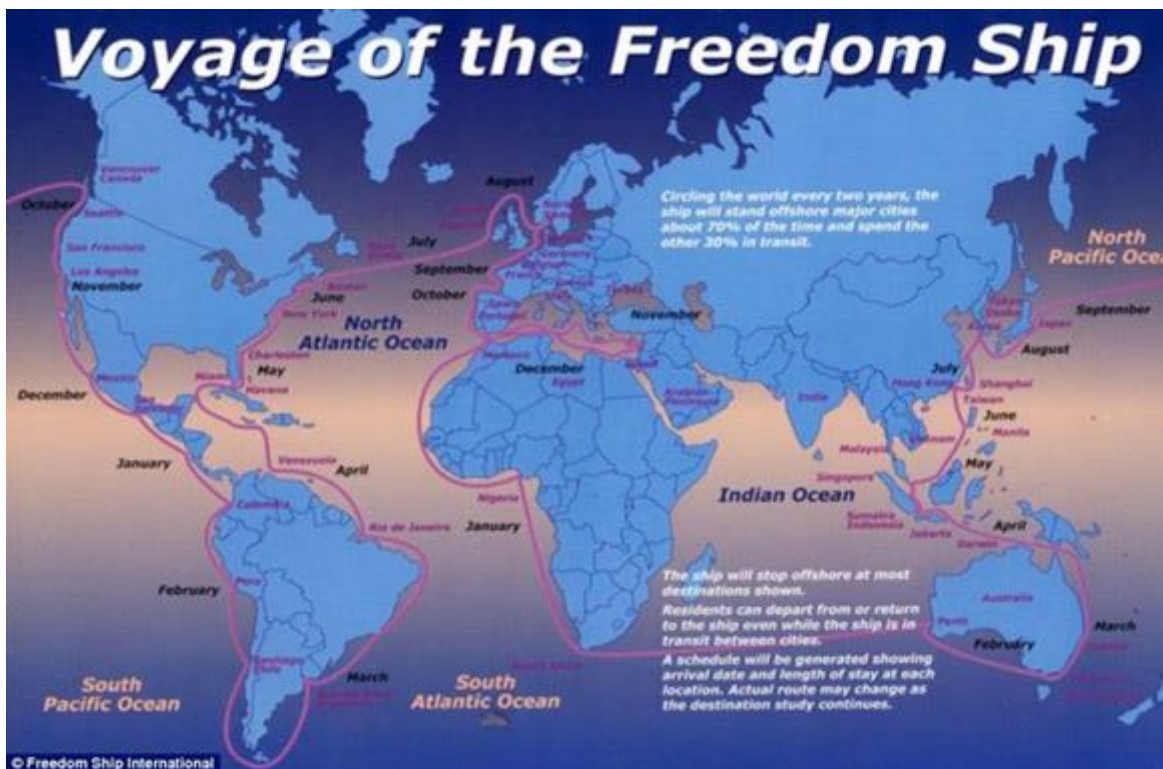 Voyage of the Freedom Ship
Vancouver
Canada
October
Seattle
San Francisco
Los Angeles
November
December
Mexico
January
Colombia
February
Peru
March
South
Pacific Ocean
August
July
September
October
Boston
June
New York
North
Atlantic Ocean
Charleston
May
Miami
Havana
Venezuela
April
Rio de Janeiro
France
Spain
Portugal
Turkey
November
Morocco
December
Egypt
Arabian
Nigeria
January
South
Atlantic Ocean
Circling the world every two years, the
ship will stand offshore major cities
about 70% of the time and spend the
other 30% in transit.
North
Pacific Ocea
September
Tokyo
Osaka
Korea
Japan
August
July
Hong Kong
Shanghai
Taiwan
India
June
Vietnam
Manila
Malaysia
May
Singapore
Indian Ocean
Sumatra
Indonesia
April
Jakarta
Darwin
The ship will stop offshore at most
destinations shown.
Residents can depart from or return
to the ship even while the ship is in
transit between cities.
A schedule will be generated showing
arrival date and length of stay at each
location. Actual route may change as
the destination study continues.
Australia
Perth
February
March
© Freedom Ship International